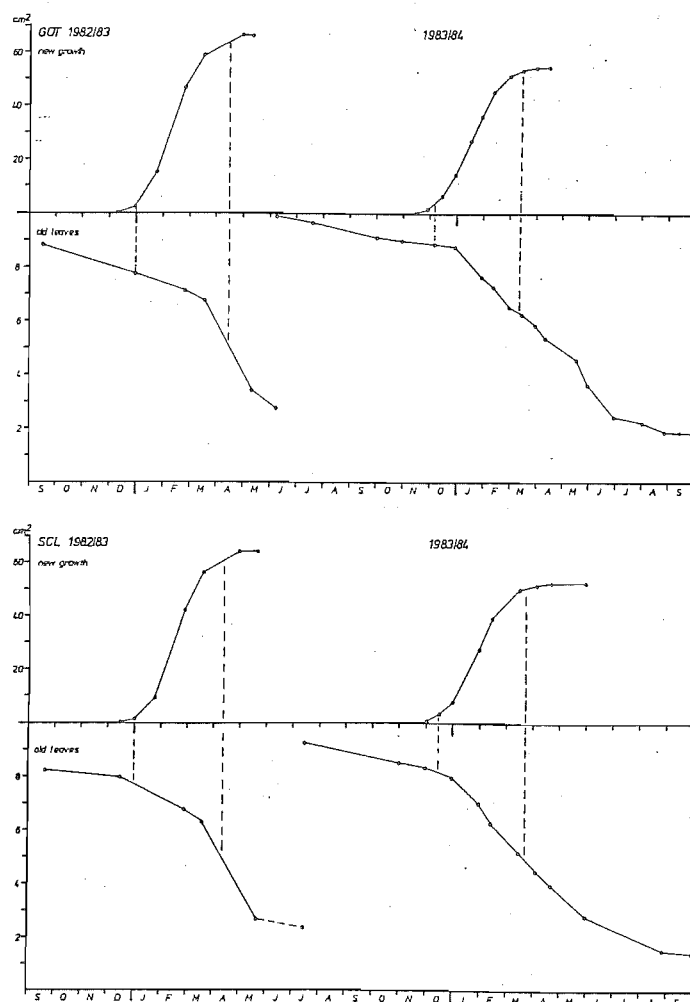 cm2
GOT 1982/83
new growth
1983/84
60
40
20
old leaves
8
6
4
2
S O N D J F M A M J J A S O N D J F M A M J J A S
cm2
SCL 1982/83
new growth
1983/84
60
40
20
old leaves
8
6
4
2
S O N D J F M A M J J A S O N D J F M A M J J A S